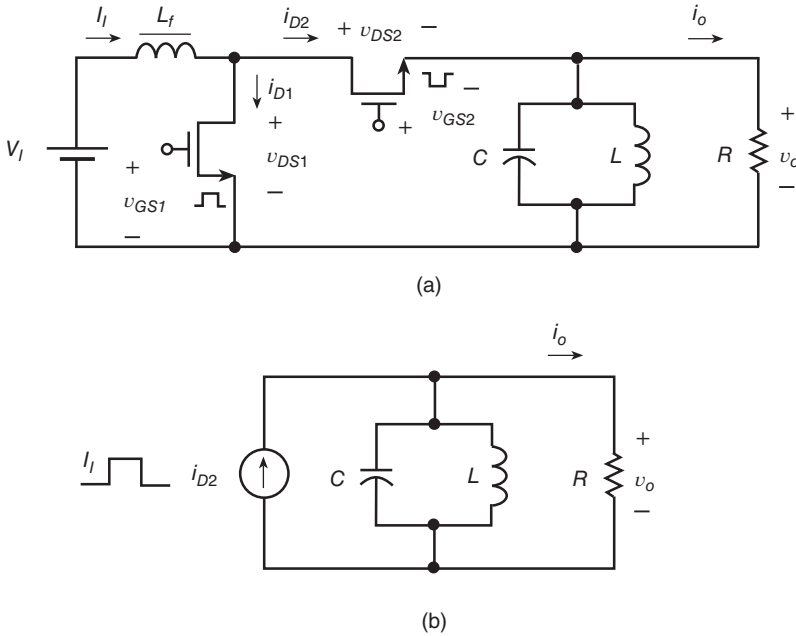 I_I L_f i_D2 + v_DS2 − i_o
i_D1 −
+ + v_GS2 +
V_I + v_DS1 C L R v_o
v_GS1 − −
−
(a)
i_o
I_I i_D2 C L R + v_o −
(b)